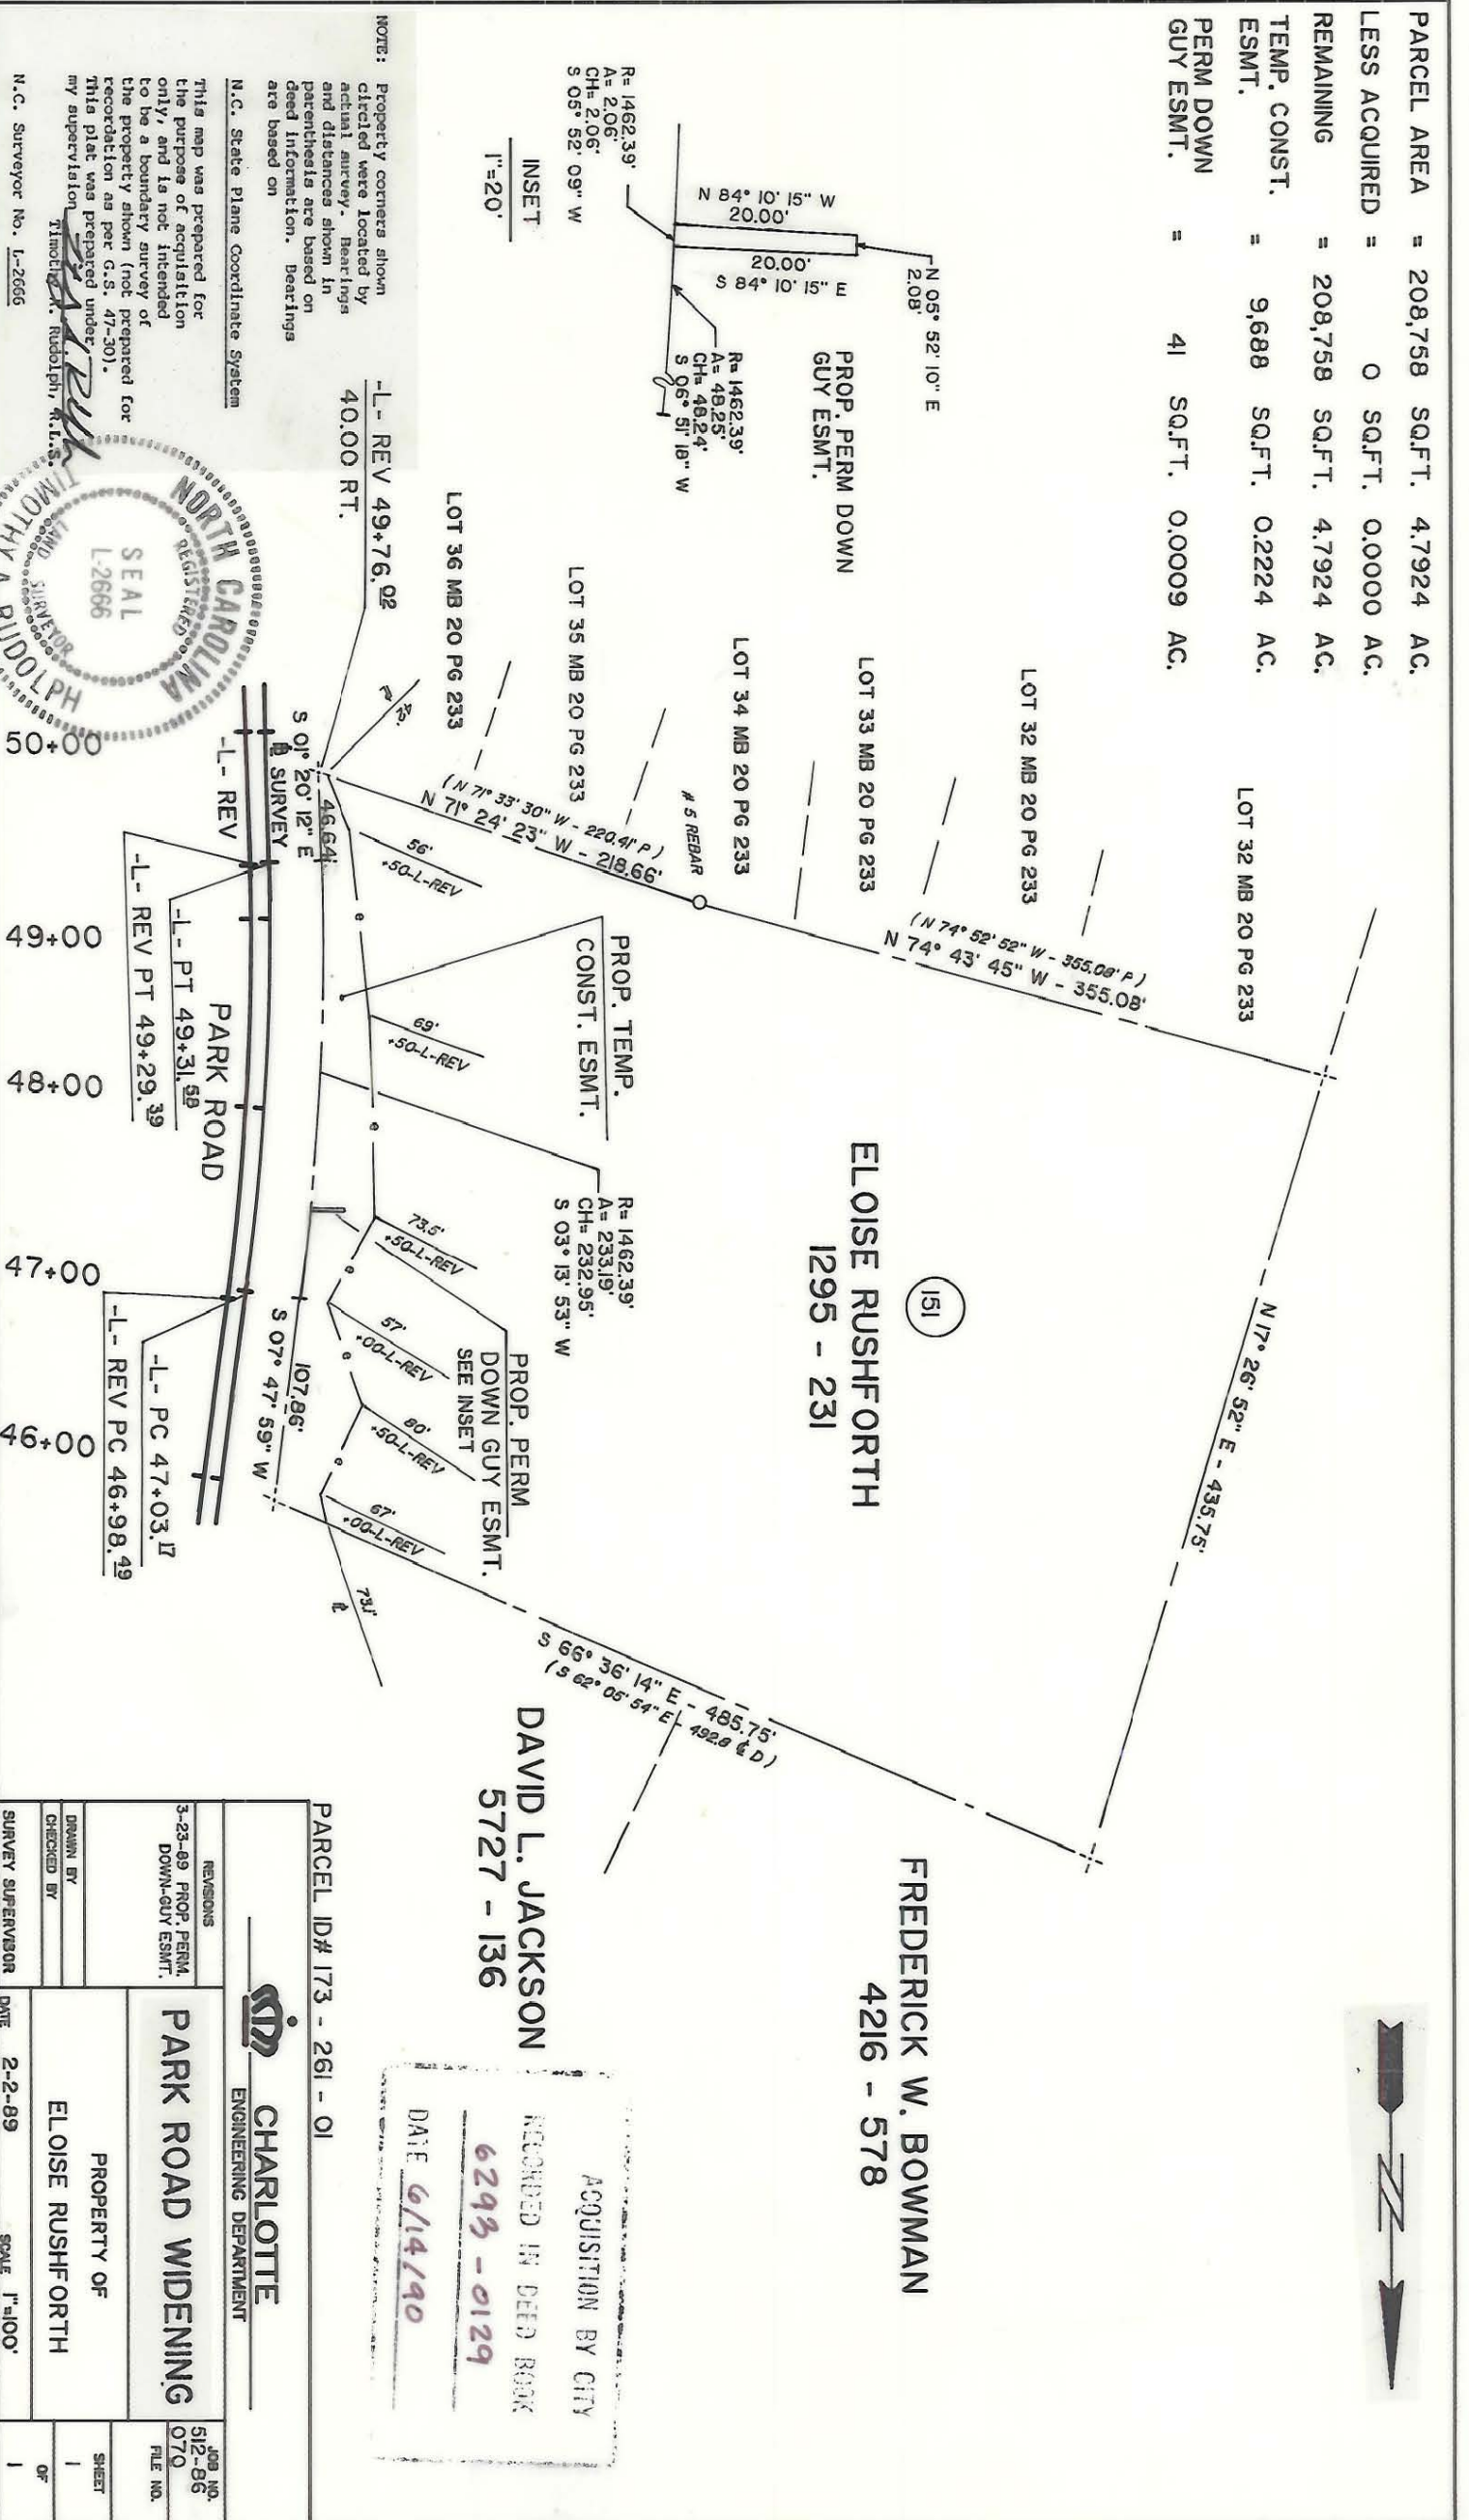 PARCEL AREA = 208,758 SQ.FT. 4.7924 AC.
LESS ACQUIRED = 0 SQ.FT. 0.0000 AC.
REMAINING = 208,758 SQ.FT. 4.7924 AC.
TEMP. CONST.
ESMT. = 9,688 SQ.FT. 0.2224 AC.
PERM DOWN
GUY ESMT. = 41 SQ.FT. 0.0009 AC.
N 05° 52' 10" E
2.08'
N 84° 10' 15" W
20.00'
20.00'
S 84° 10' 15" E
PROP. PERM DOWN
GUY ESMT.
R= 1462.39'
A= 2.06'
CH= 2.06'
S 05° 52' 09" W
R= 1462.39'
A= 48.25'
CH= 48.24'
S 06° 51' 18" W
INSET
1"=20'
LOT 32 MB 20 PG 233
LOT 32 MB 20 PG 233
LOT 33 MB 20 PG 233
LOT 34 MB 20 PG 233
LOT 35 MB 20 PG 233
LOT 36 MB 20 PG 233
(N 74° 52' 52" W - 355.08' P)
N 74° 43' 45" W - 355.08'
# 5 REBAR
(N 71° 33' 30" W - 220.41' P)
N 71° 24' 23" W - 218.66'
N 17° 26' 52" E - 435.75'
151
ELOISE RUSHFORTH
1295 - 231
FREDERICK W. BOWMAN
4216 - 578
DAVID L. JACKSON
5727 - 136
S 66° 36' 14" E - 485.75'
(S 62° 05' 54" E - 492.8 ₵ D)
PROP. TEMP.
CONST. ESMT.
R= 1462.39'
A= 233.19'
CH= 232.95'
S 03° 13' 53" W
PROP. PERM
DOWN GUY ESMT.
SEE INSET
56'
+50-L-REV
69'
+50-L-REV
73.5'
+50-L-REV
57'
+00-L-REV
80'
+50-L-REV
67'
+00-L-REV
73.1'
-L- REV 49+76.02
40.00 RT.
46.64'
S 01° 20' 12" E
107.86'
S 07° 47' 59" W
SURVEY
-L- REV
PARK ROAD
-L- PT 49+31.58
-L- REV PT 49+29.39
-L- PC 47+03.17
-L- REV PC 46+98.49
50+00
49+00
48+00
47+00
46+00
NOTE: Property corners shown
circled were located by
actual survey. Bearings
and distances shown in
parenthesis are based on
deed information. Bearings
are based on
N.C. State Plane Coordinate System
This map was prepared for
the purpose of acquisition
only, and is not intended
to be a boundary survey of
the property shown (not prepared for
recordation as per G.S. 47-30).
This plat was prepared under
my supervision
Timothy A. Rudolph, R.L.S.
N.C. Surveyor No. L-2666
NORTH CAROLINA
REGISTERED
SEAL
L-2666
LAND SURVEYOR
TIMOTHY A. RUDOLPH
N
ACQUISITION BY CITY
RECORDED IN DEED BOOK
6293-0129
DATE 6/14/90
PARCEL ID# 173 - 261 - 01
CHARLOTTE
ENGINEERING DEPARTMENT
REVISIONS
3-23-89 PROP. PERM.
DOWN-GUY ESMT.
DRAWN BY
CHECKED BY
SURVEY SUPERVISOR
PARK ROAD WIDENING
PROPERTY OF
ELOISE RUSHFORTH
DATE 2-2-89
SCALE 1"=100'
JOB NO.
512-86
070
FILE NO.
SHEET
1
OF
1